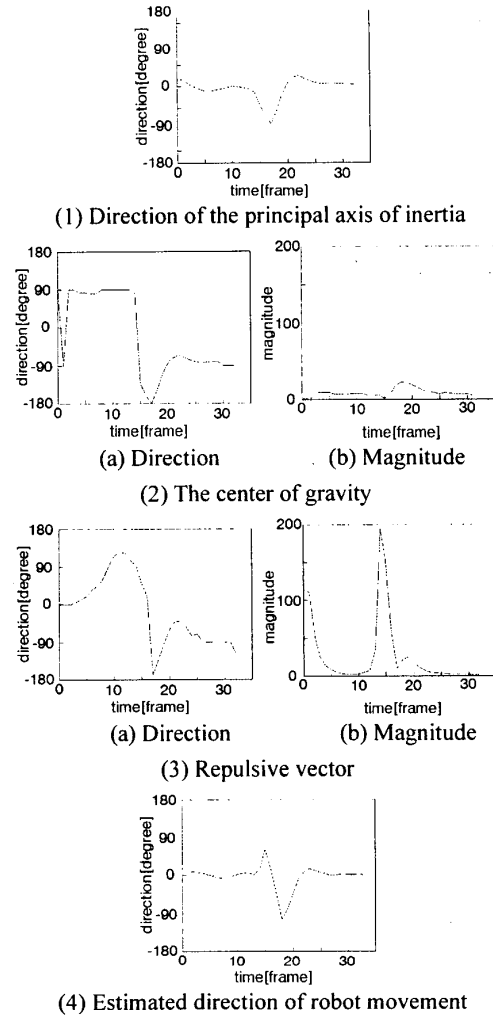 180
90
0
-90
-180
direction[degree]
0 10 20 30
time[frame]
(1) Direction of the principal axis of inertia
180
90
0
-90
-180
direction[degree]
0 10 20 30
time[frame]
(a) Direction
200
100
0
magnitude
0 10 20 30
time[frame]
(b) Magnitude
(2) The center of gravity
180
90
0
-90
-180
direction[degree]
0 10 20 30
time[frame]
(a) Direction
200
100
0
magnitude
0 10 20 30
time[frame]
(b) Magnitude
(3) Repulsive vector
180
90
0
-90
-180
direction[degree]
0 10 20 30
time[frame]
(4) Estimated direction of robot movement